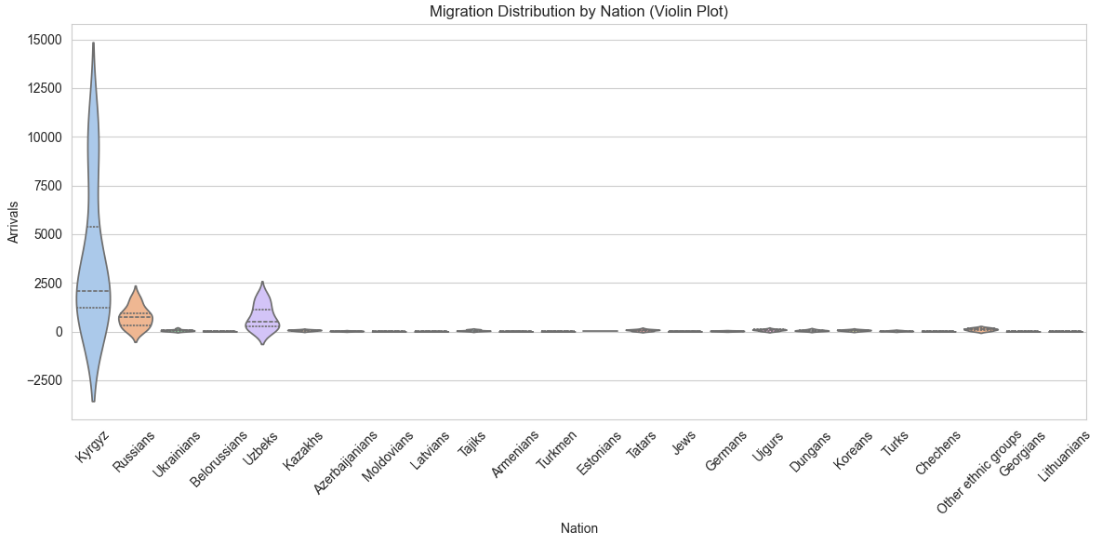 Migration Distribution by Nation (Violin Plot)
15000
12500
10000
7500
5000
2500
0
−2500
Arrivals
Kyrgyz
Russians
Ukrainians
Belorussians
Uzbeks
Kazakhs
Azerbaijanians
Moldovians
Latvians
Tajiks
Armenians
Turkmen
Estonians
Tatars
Jews
Germans
Uigurs
Dungans
Koreans
Turks
Chechens
Other ethnic groups
Georgians
Lithuanians
Nation